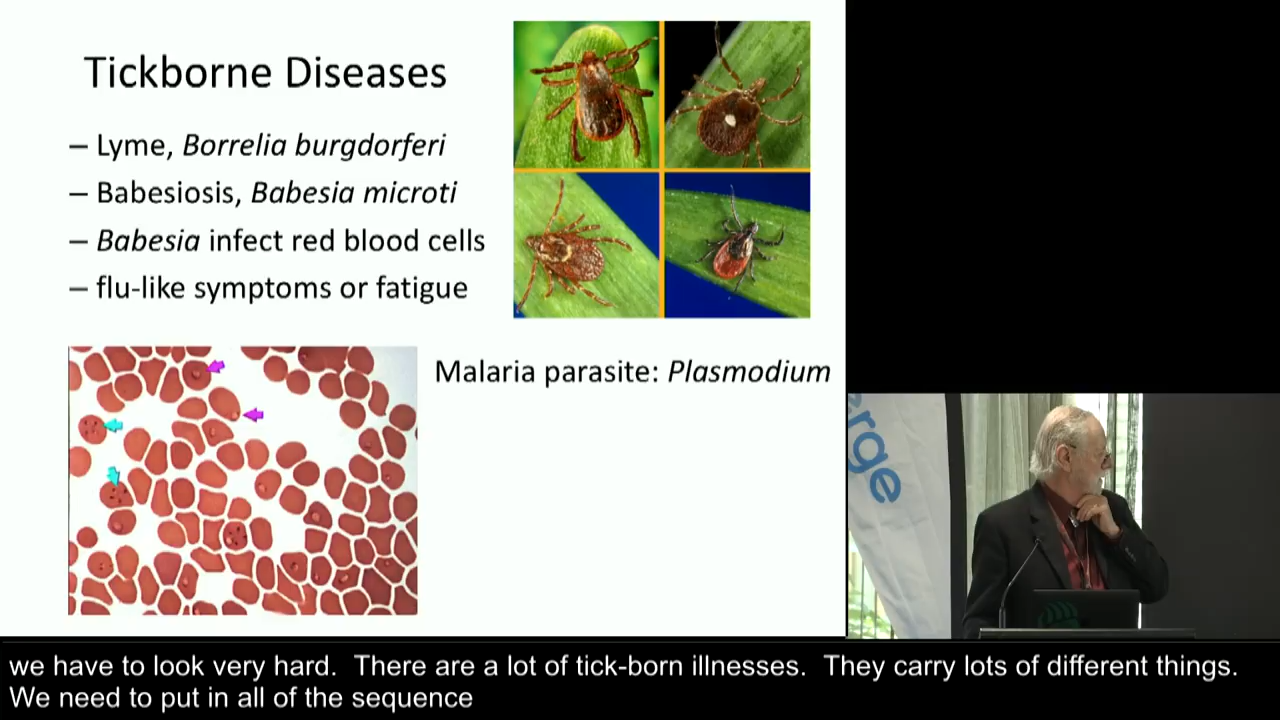 Tickborne Diseases
– Lyme, Borrelia burgdorferi
– Babesiosis, Babesia microti
– Babesia infect red blood cells
– flu-like symptoms or fatigue
Malaria parasite: Plasmodium
erge
we have to look very hard.  There are a lot of tick-born illnesses.  They carry lots of different things.
We need to put in all of the sequence